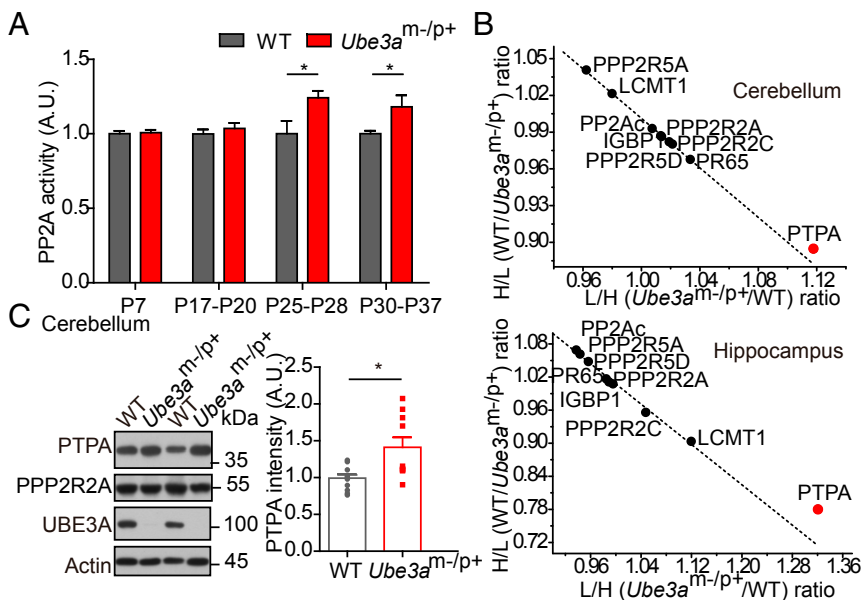 A
WT Ube3a m-/p+
PP2A activity (A.U.)
1.5
1.0
0.5
0.0
* *
P7 P17-P20 P25-P28 P30-P37
Cerebellum
B
H/L (WT/Ube3a m-/p+) ratio
1.05
1.02
0.99
0.96
0.93
0.90
PPP2R5A
LCMT1
Cerebellum
PP2Ac PPP2R2A
IGBP1 PPP2R2C
PPP2R5D PR65
PTPA
0.96 1.00 1.04 1.08 1.12
L/H (Ube3a m-/p+/WT) ratio
H/L (WT/Ube3a m-/p+) ratio
1.08
1.02
0.96
0.90
0.84
0.78
0.72
PP2Ac
PPP2R5A
Hippocampus
PPP2R5D
PR65 PPP2R2A
IGBP1
PPP2R2C
LCMT1
PTPA
0.96 1.04 1.12 1.20 1.28 1.36
L/H (Ube3a m-/p+/WT) ratio
C
WT Ube3a m-/p+ WT Ube3a m-/p+
kDa
PTPA
35
PPP2R2A 55
UBE3A 100
Actin 45
PTPA intensity (A.U.)
2.5
2.0
1.5
1.0
0.5
0.0
*
WT Ube3a m-/p+